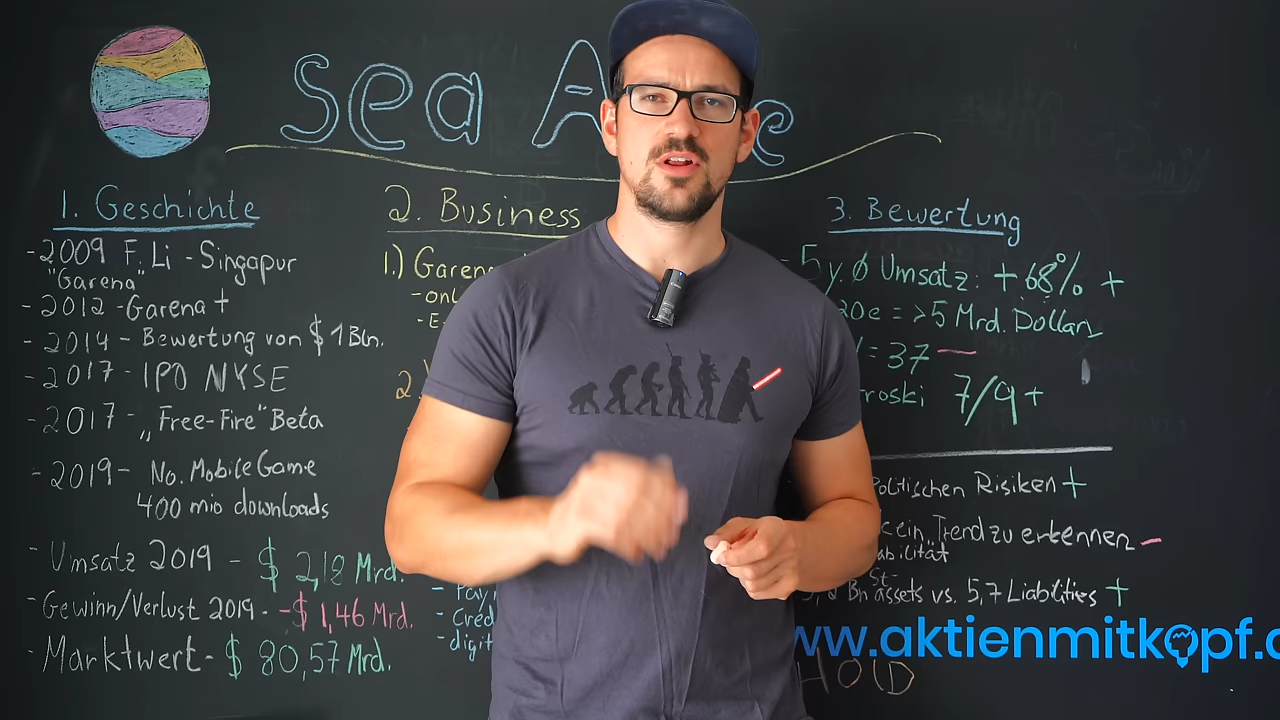 Sea A
1. Geschichte
- 2009 F. Li - Singapur
"Garena"
- 2012 - Garena +
- 2014 - Bewertung von $ 1 Bln.
- 2017 - IPO NYSE
- 2017 - „Free-Fire" Beta
- 2019 - No. Mobile Game
400 mio downloads
- Umsatz 2019 - $ 2,18 Mrd.
- Gewinn/Verlust 2019 - -$ 1,46 Mrd.
- Marktwert - $ 80,57 Mrd.
2. Business
1.) Garena
- onl
- E-
2.
- Pay
- Cred
- digit
3. Bewertung
- 5 y. Ø Umsatz: + 68% +
20e = >5 Mrd. Dollar
= 37 -
roski 7/9 +
Politischen Risiken +
kein „Trend zu erkennen -
abilität
St-
Bn assets vs. 5,7 Liabilities +
ww.aktienmitkopf.
HOLD